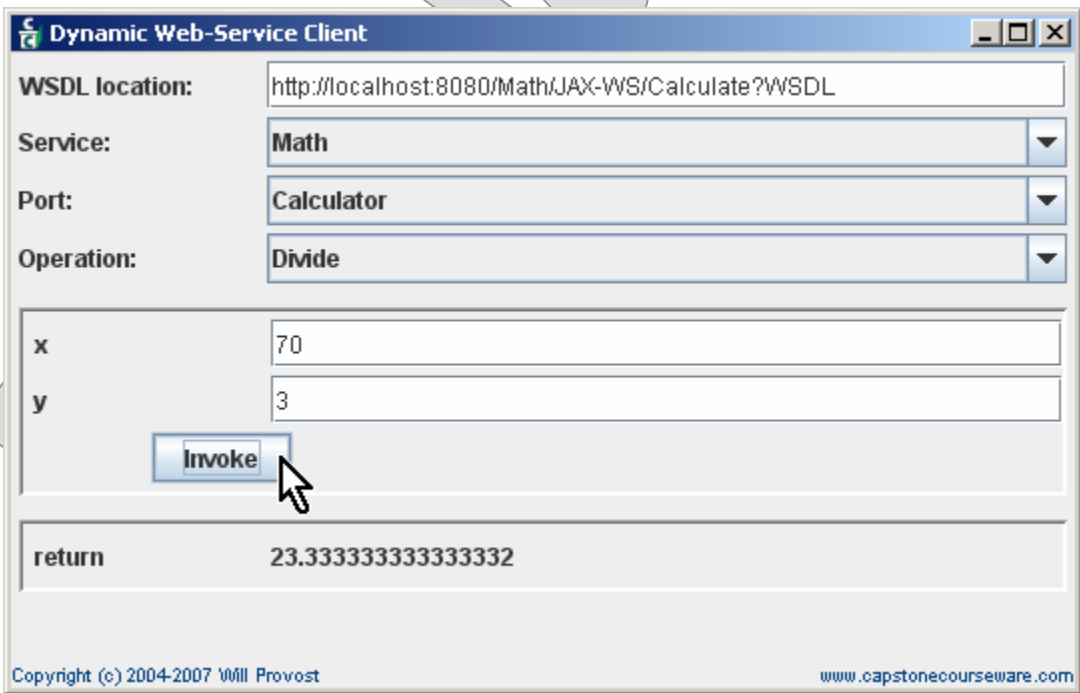 Dynamic Web-Service Client
WSDL location: http://localhost:8080/Math/JAX-WS/Calculate?WSDL
Service: Math
Port: Calculator
Operation: Divide
x 70
y 3
Invoke
return 23.333333333333332
Copyright (c) 2004-2007 Will Provost www.capstonecourseware.com